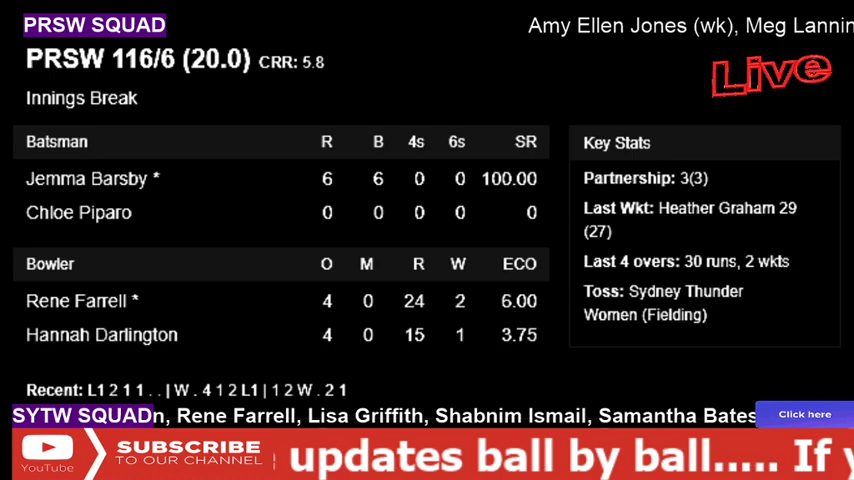 PRSW SQUAD
Amy Ellen Jones (wk), Meg Lannin
PRSW 116/6 (20.0) CRR: 5.8
Live
Innings Break
Batsman R B 4s 6s SR
Key Stats
Jemma Barsby * 6 6 0 0 100.00
Partnership: 3(3)
Chloe Piparo 0 0 0 0 0
Last Wkt: Heather Graham 29
(27)
Bowler O M R W ECO
Last 4 overs: 30 runs, 2 wkts
Rene Farrell * 4 0 24 2 6.00
Toss: Sydney Thunder
Women (Fielding)
Hannah Darlington 4 0 15 1 3.75
Recent: L1 2 1 1 . . | W . 4 1 2 L1 | 1 2 W . 2 1
SYTW SQUAD n, Rene Farrell, Lisa Griffith, Shabnim Ismail, Samantha Bates
Click here
YouTube
SUBSCRIBE
TO OUR CHANNEL
updates ball by ball..... If y